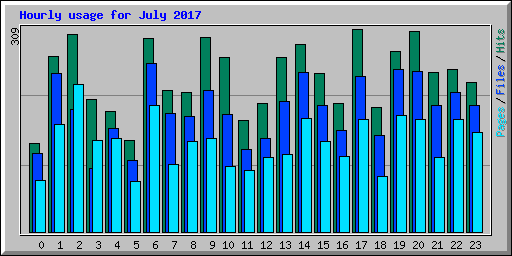 Hourly usage for July 2017
309
Pages / Files / Hits
0 1 2 3 4 5 6 7 8 9 10 11 12 13 14 15 16 17 18 19 20 21 22 23